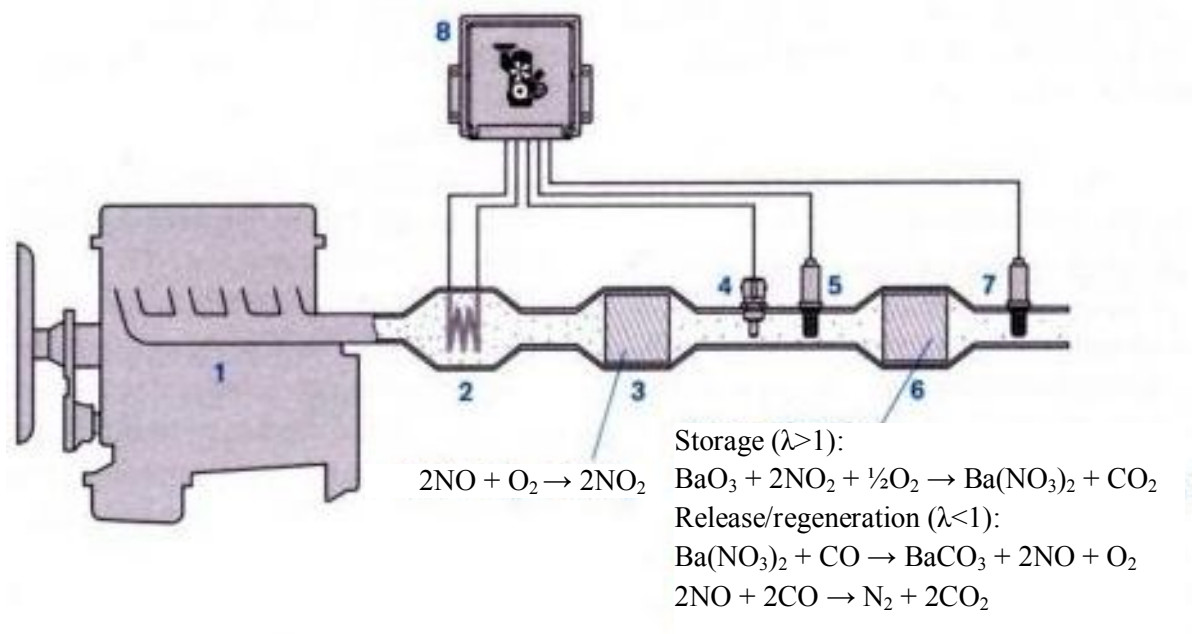 8
4
5
7
1
2
3
6
2NO + O₂ → 2NO₂
Storage (λ>1):
BaO₃ + 2NO₂ + ½O₂ → Ba(NO₃)₂ + CO₂
Release/regeneration (λ<1):
Ba(NO₃)₂ + CO → BaCO₃ + 2NO + O₂
2NO + 2CO → N₂ + 2CO₂